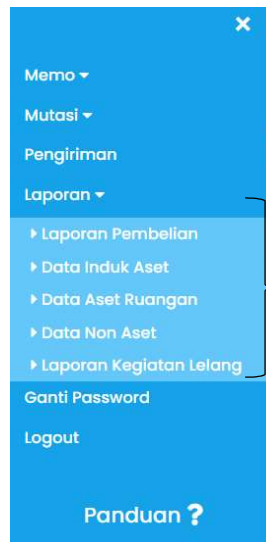 Memo
Mutasi
Pengiriman
Laporan
Laporan Pembelian
Data Induk Aset
Data Aset Ruangan
Data Non Aset
Laporan Kegiatan Lelang
Ganti Password
Logout
Panduan ?